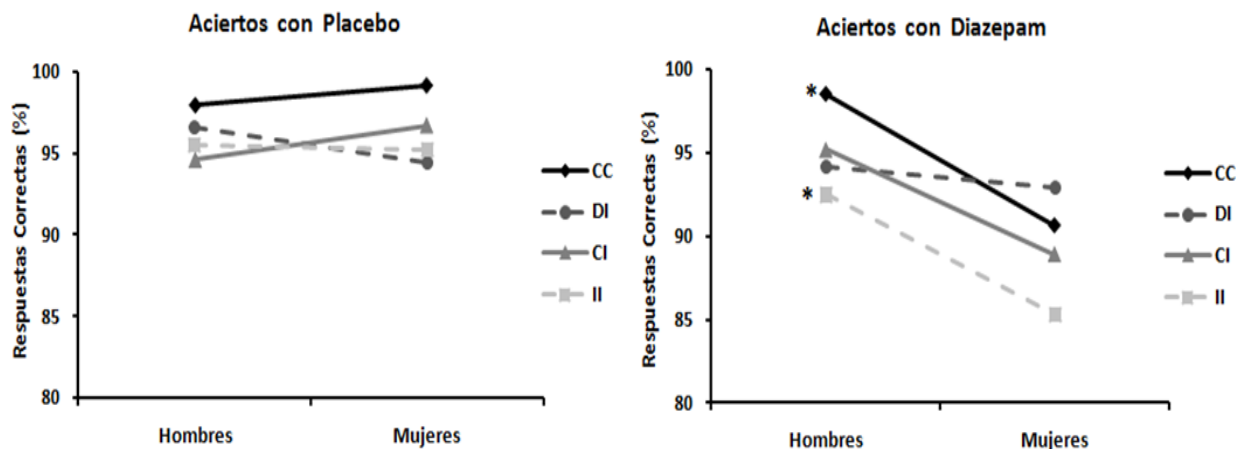 Aciertos con Placebo
Respuestas Correctas (%)
100
95
90
85
80
Hombres
Mujeres
CC
DI
CI
II
Aciertos con Diazepam
Respuestas Correctas (%)
100
95
90
85
80
*
*
Hombres
Mujeres
CC
DI
CI
II